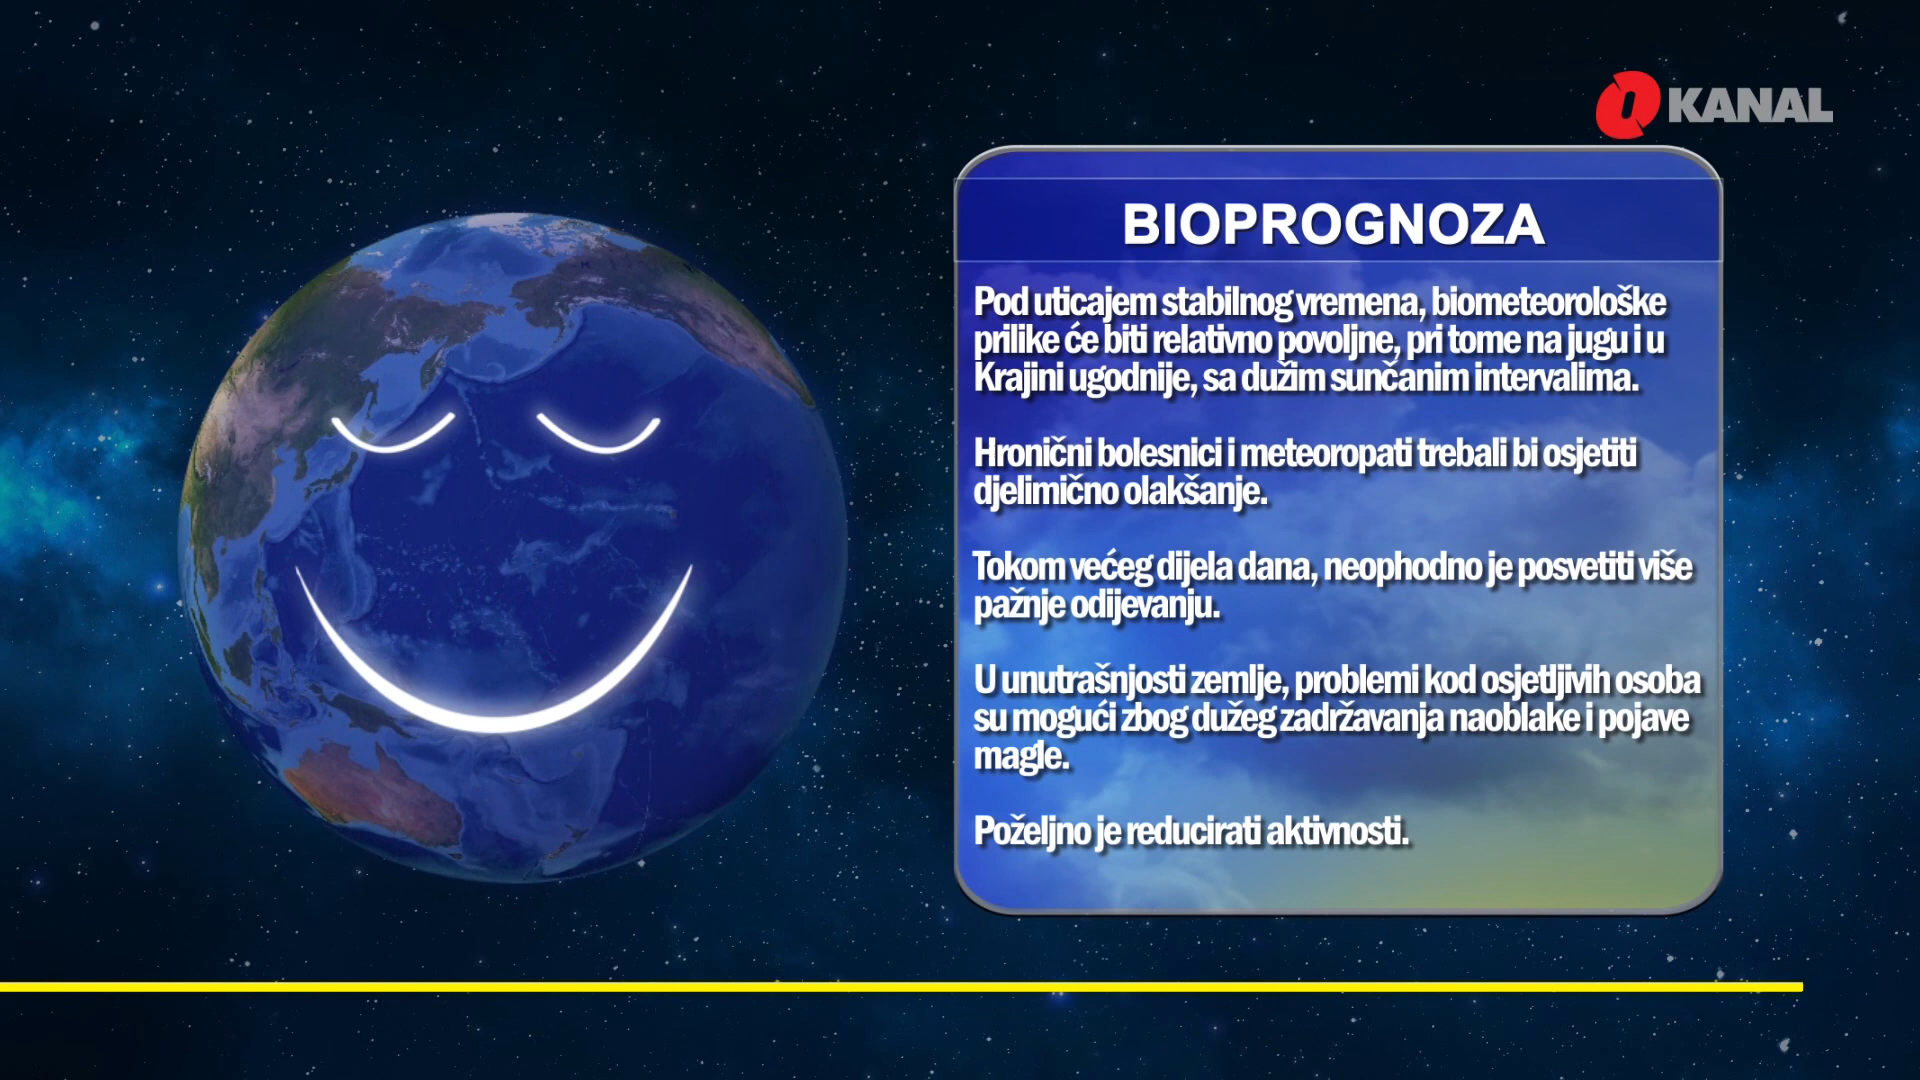 O KANAL
BIOPROGNOZA
Pod uticajem stabilnog vremena, biometeorološke
prilike će biti relativno povoljne, pri tome na jugu i u
Krajini ugodnije, sa dužim sunčanim intervalima.
Hronični bolesnici i meteoropati trebali bi osjetiti
djelimično olakšanje.
Tokom većeg dijela dana, neophodno je posvetiti više
pažnje odijevanju.
U unutrašnjosti zemlje, problemi kod osjetljivih osoba
su mogući zbog dužeg zadržavanja naoblake i pojave
magle.
Poželjno je reducirati aktivnosti.